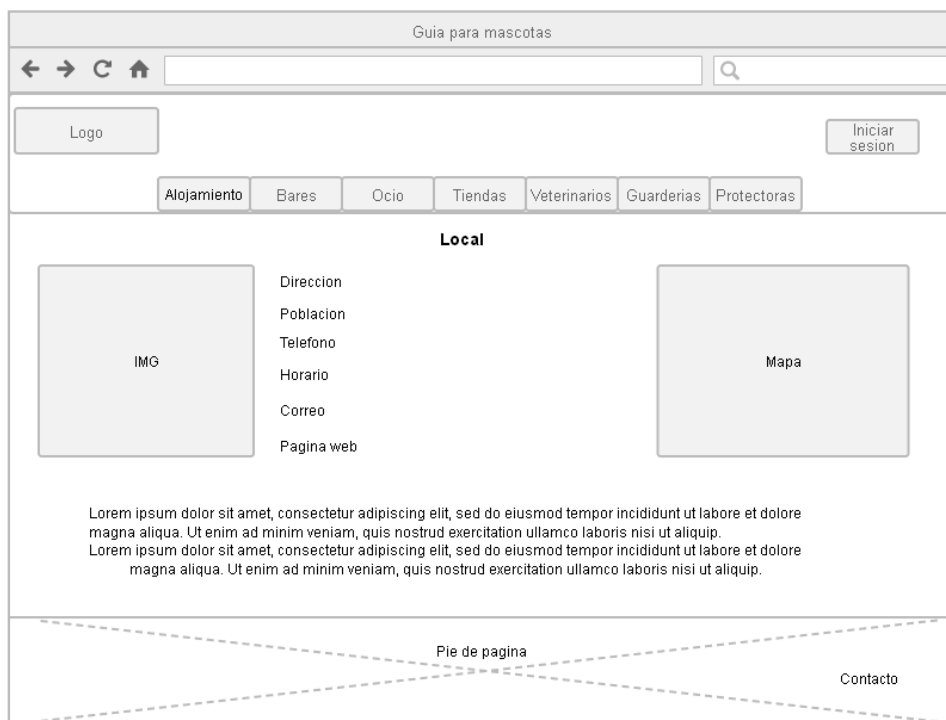 Guia para mascotas
Logo
Iniciar
sesion
Alojamiento
Bares
Ocio
Tiendas
Veterinarios
Guarderias
Protectoras
Local
IMG
Direccion
Poblacion
Telefono
Horario
Correo
Pagina web
Mapa
Lorem ipsum dolor sit amet, consectetur adipiscing elit, sed do eiusmod tempor incididunt ut labore et dolore
magna aliqua. Ut enim ad minim veniam, quis nostrud exercitation ullamco laboris nisi ut aliquip.
Lorem ipsum dolor sit amet, consectetur adipiscing elit, sed do eiusmod tempor incididunt ut labore et dolore
magna aliqua. Ut enim ad minim veniam, quis nostrud exercitation ullamco laboris nisi ut aliquip.
Pie de pagina
Contacto